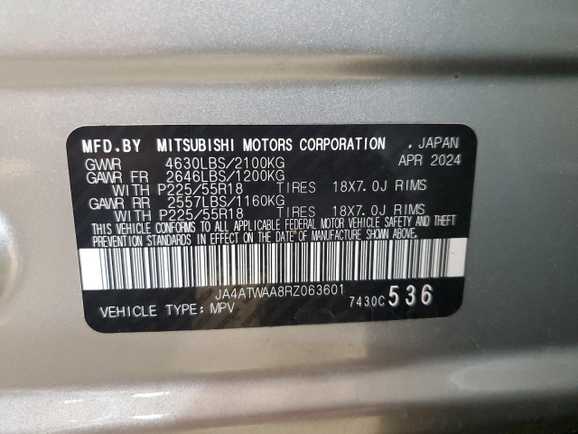 MFD.BY MITSUBISHI MOTORS CORPORATION , JAPAN
GVWR 4630LBS/2100KG APR 2024
GAWR FR 2646LBS/1200KG
WITH P225/55R18 TIRES 18X7.0J RIMS
GAWR RR 2557LBS/1160KG
WITH P225/55R18 TIRES 18X7.0J RIMS
THIS VEHICLE CONFORMS TO ALL APPLICABLE FEDERAL MOTOR VEHICLE SAFETY AND THEFT
PREVENTION STANDARDS IN EFFECT ON THE DATE OF MANUFACTURE SHOWN ABOVE.
JA4ATWAA8RZ063601
VEHICLE TYPE: MPV 7430C 536